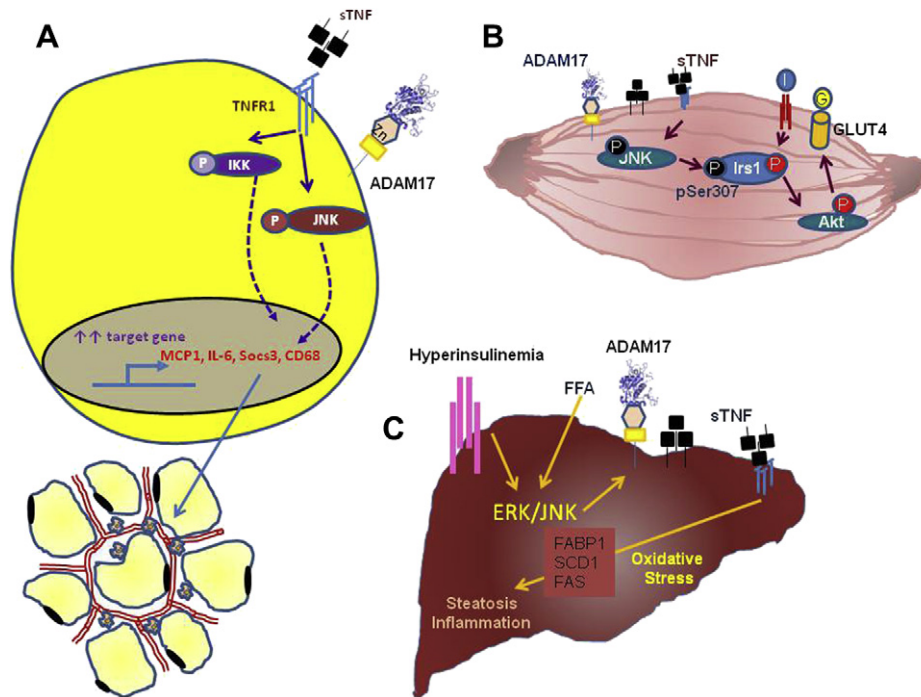 A
sTNF
TNFR1
Zn
ADAM17
P
IKK
P
JNK
↑↑ target gene
MCP1, IL-6, Socs3, CD68
B
ADAM17
sTNF
I
G
GLUT4
P
JNK
P
Irs1
P
pSer307
P
Akt
C
Hyperinsulinemia
FFA
ADAM17
sTNF
ERK/JNK
FABP1
SCD1
FAS
Oxidative
Stress
Steatosis
Inflammation